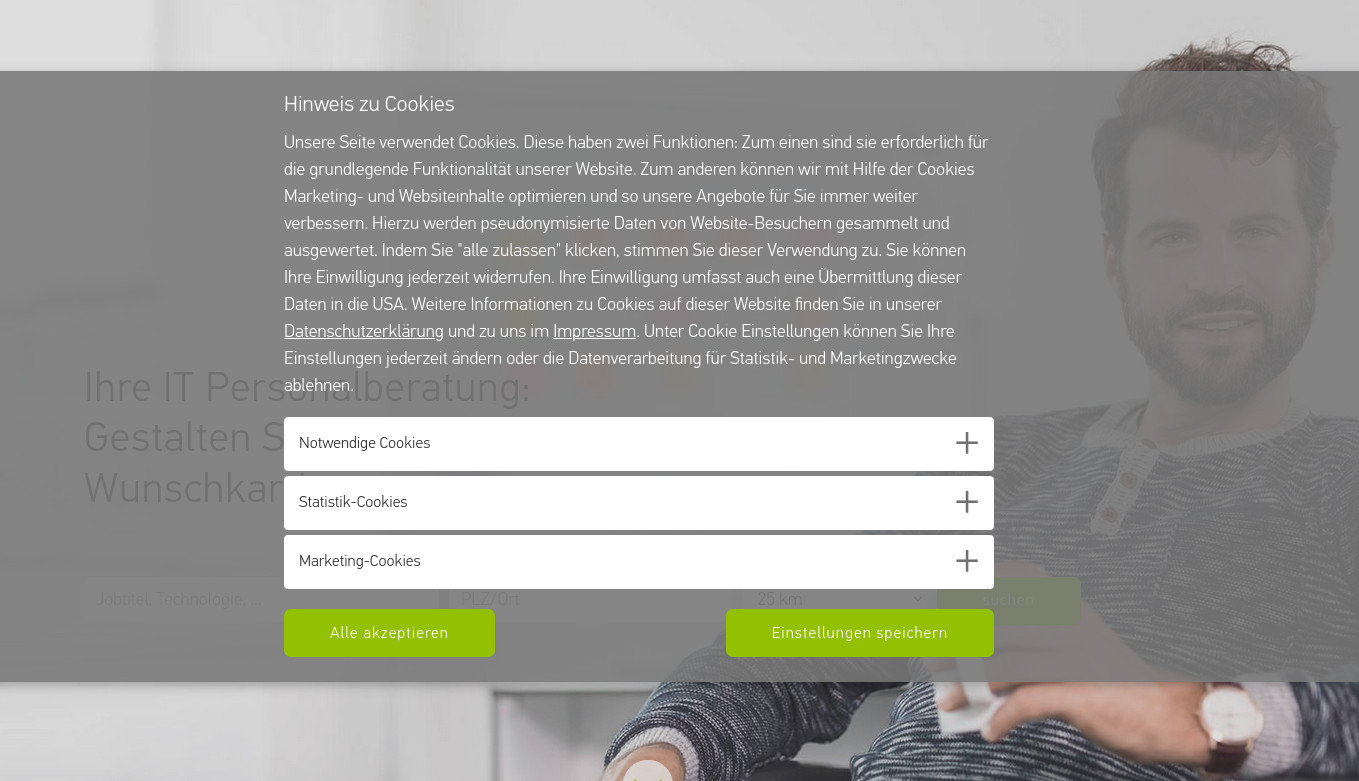 Hinweis zu Cookies
Unsere Seite verwendet Cookies. Diese haben zwei Funktionen: Zum einen sind sie erforderlich für
die grundlegende Funktionalität unserer Website. Zum anderen können wir mit Hilfe der Cookies
Marketing- und Websiteinhalte optimieren und so unsere Angebote für Sie immer weiter
verbessern. Hierzu werden pseudonymisierte Daten von Website-Besuchern gesammelt und
ausgewertet. Indem Sie "alle zulassen" klicken, stimmen Sie dieser Verwendung zu. Sie können
Ihre Einwilligung jederzeit widerrufen. Ihre Einwilligung umfasst auch eine Übermittlung dieser
Daten in die USA. Weitere Informationen zu Cookies auf dieser Website finden Sie in unserer
Datenschutzerklärung und zu uns im Impressum. Unter Cookie Einstellungen können Sie Ihre
Einstellungen jederzeit ändern oder die Datenverarbeitung für Statistik- und Marketingzwecke
ablehnen.
Ihre IT Personalberatung:
Gestalten
Notwendige Cookies
Statistik-Cookies
Marketing-Cookies
Jobtitel, Technologie, ...
PLZ/Ort
25 km
suchen
Alle akzeptieren
Einstellungen speichern